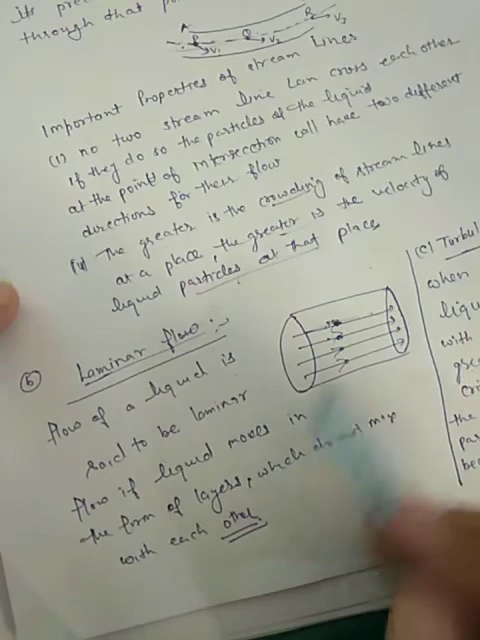 its pre
through that p
A P V₁ Q V₂ R V₃
Important Properties of stream lines
(i) no two stream line can cross each other
If they do so the particles of the liquid
at the point of intersection will have two different
directions for their flow
(ii) The greater is the crowding of stream lines
at a place, the greater is the velocity of
liquid particles at that place
(b) Laminar flow :-
flow of a liquid is
said to be laminar
flow if liquid moves in
the form of layers, which do not mix
with each other
(c) Turbul
when
liqu
with
gre
cri
the
par
be